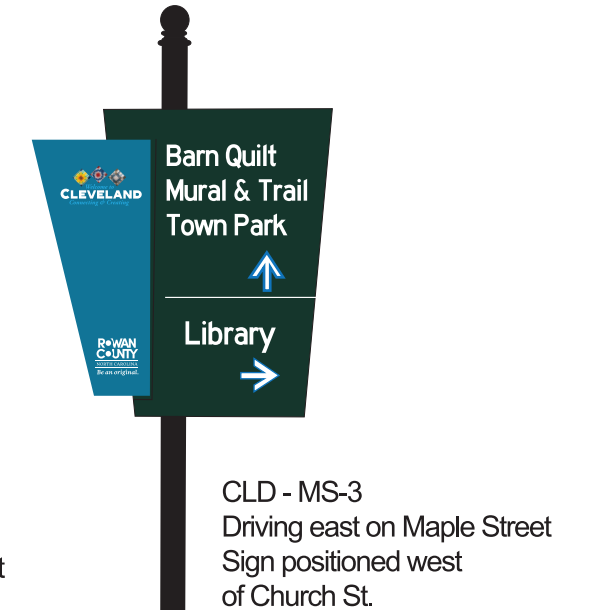 Barn Quilt
Mural & Trail
Town Park
Library
Welcome to
CLEVELAND
Connecting & Creating
ROWAN
COUNTY
NORTH CAROLINA
Be an original.
CLD - MS-3
Driving east on Maple Street
Sign positioned west
of Church St.
t